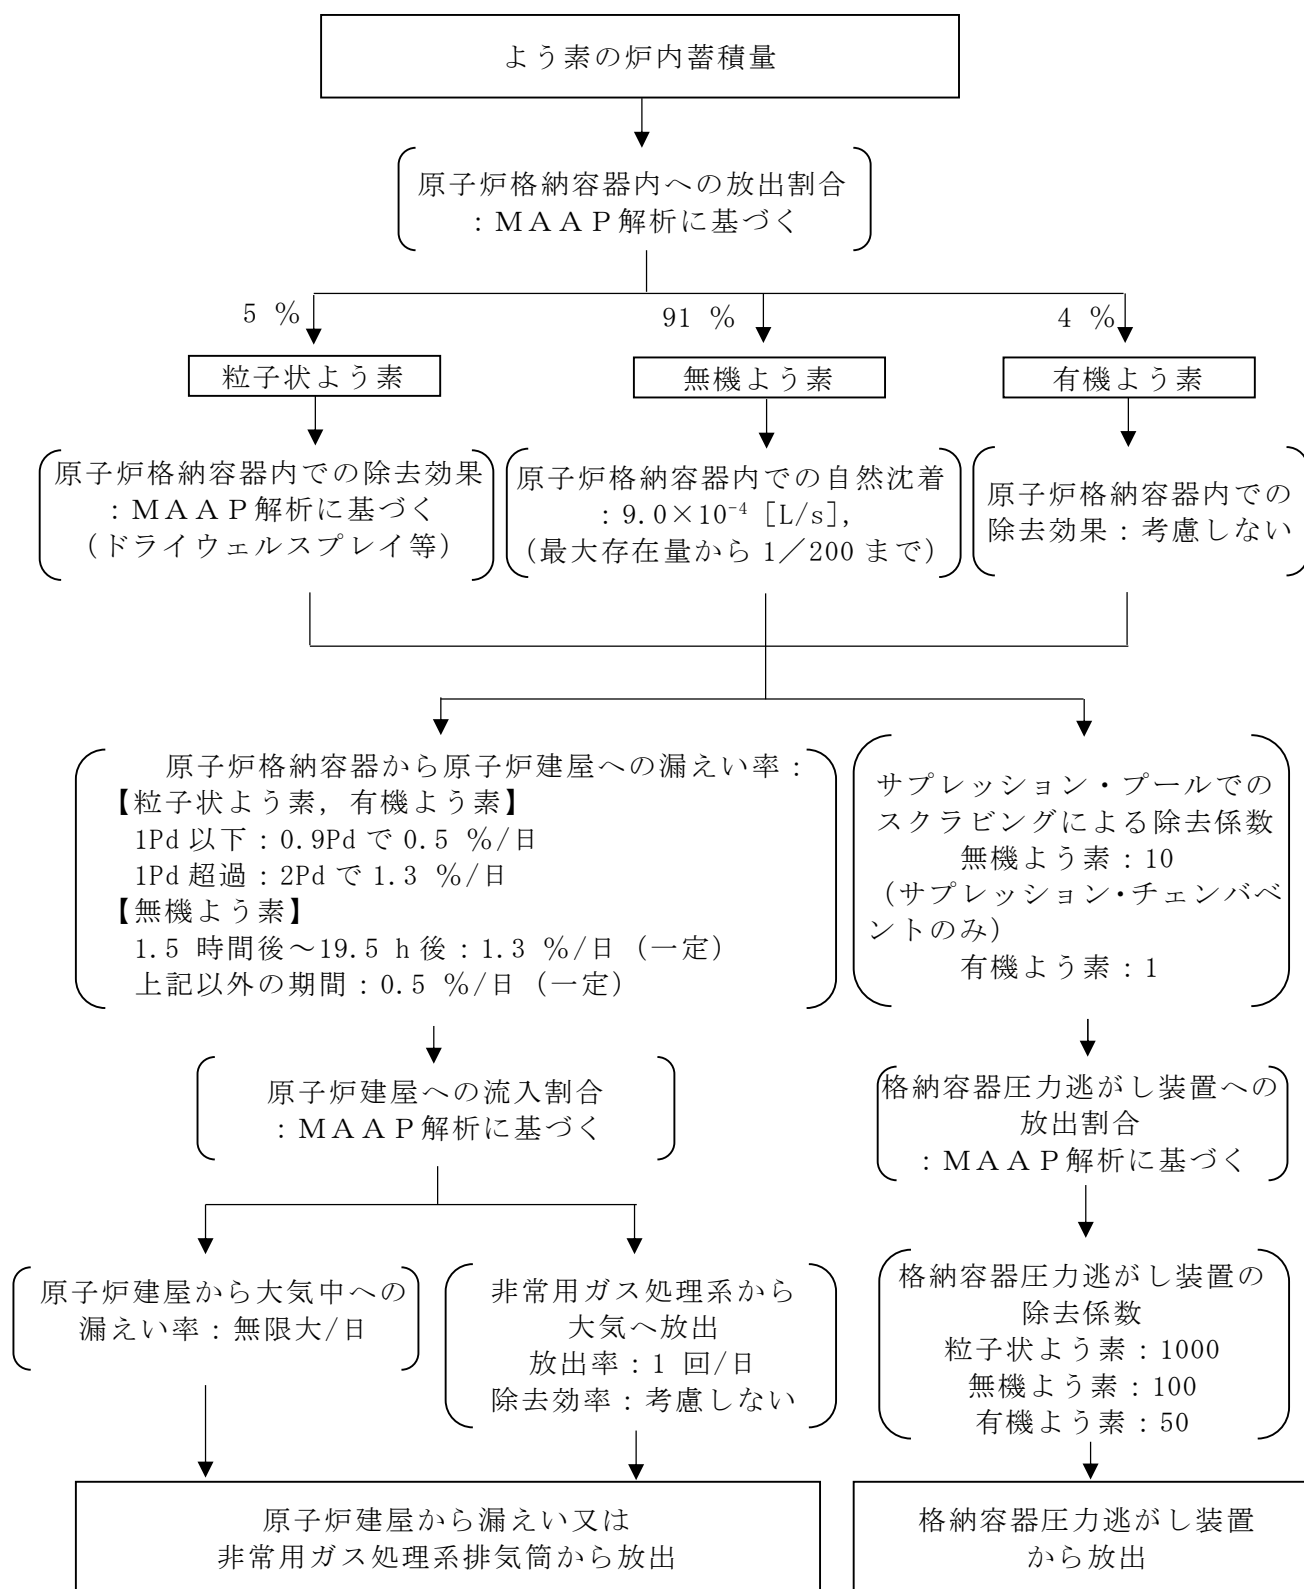 よう素の炉内蓄積量
原子炉格納容器内への放出割合
：ＭＡＡＰ解析に基づく
5 %
91 %
4 %
粒子状よう素
無機よう素
有機よう素
原子炉格納容器内での除去効果
：ＭＡＡＰ解析に基づく
（ドライウェルスプレイ等）
原子炉格納容器内での自然沈着
：9.0×10⁻⁴ [L/s],
（最大存在量から 1／200 まで）
原子炉格納容器内での
除去効果：考慮しない
原子炉格納容器から原子炉建屋への漏えい率：
【粒子状よう素，有機よう素】
1Pd 以下：0.9Pd で 0.5 %/日
1Pd 超過：2Pd で 1.3 %/日
【無機よう素】
1.5 時間後～19.5 h 後：1.3 %/日（一定）
上記以外の期間：0.5 %/日（一定）
サプレッション・プールでの
スクラビングによる除去係数
無機よう素：10
（サプレッション・チェンバベ
ントのみ）
有機よう素：1
原子炉建屋への流入割合
：ＭＡＡＰ解析に基づく
格納容器圧力逃がし装置への
放出割合
：ＭＡＡＰ解析に基づく
原子炉建屋から大気中への
漏えい率：無限大/日
非常用ガス処理系から
大気へ放出
放出率：1 回/日
除去効率：考慮しない
格納容器圧力逃がし装置の
除去係数
粒子状よう素：1000
無機よう素：100
有機よう素：50
原子炉建屋から漏えい又は
非常用ガス処理系排気筒から放出
格納容器圧力逃がし装置
から放出